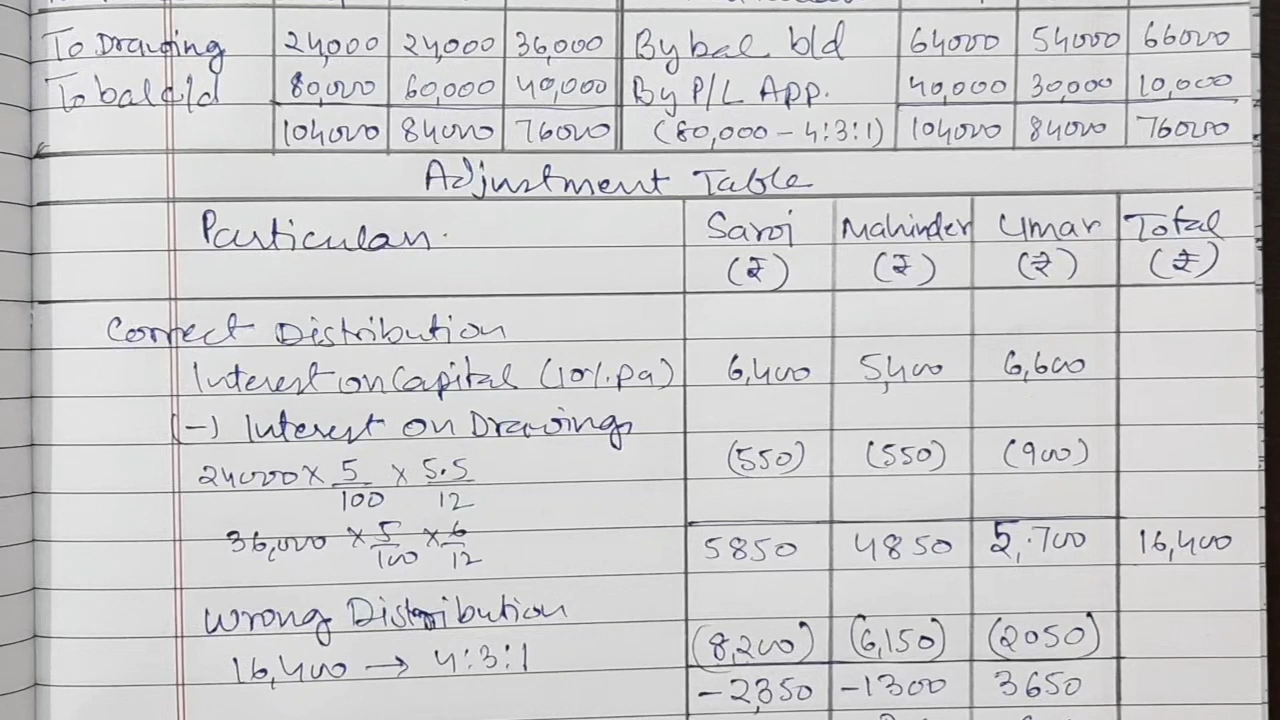 To Drawing 24,000 24,000 36,000 By bal b/d 64000 54000 66000
To bal c/d 80,000 60,000 40,000 By P/L App. 40,000 30,000 10,000
104000 84000 76000 (80,000 - 4:3:1) 104000 84000 76000
Adjustment Table
Particulars. Saroj Mahinder Umar Total
(₹) (₹) (₹) (₹)
Correct Distribution
Interest on Capital (10%. pa) 6,400 5,400 6,600
(-) Interest on Drawings
24000 × 5/100 × 5.5/12 (550) (550) (900)
36,000 × 5/100 × 6/12 5850 4850 5,700 16,400
Wrong Distribution
16,400 → 4:3:1 (8,200) (6,150) (2050)
-2,350 -1300 3650